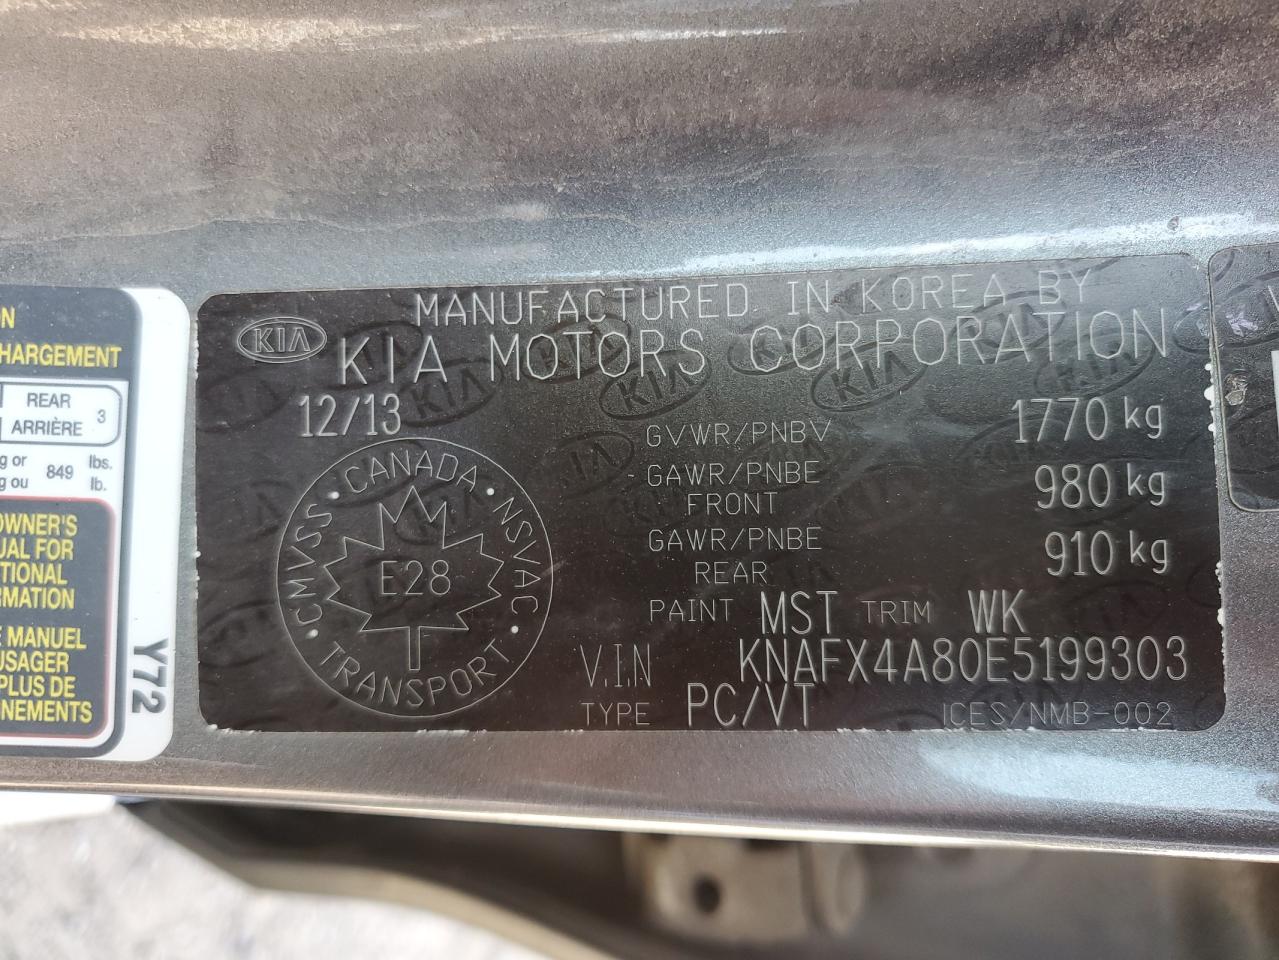 N
HARGEMENT
REAR
ARRIÈRE
3
g or
g ou
849
lbs.
lb.
OWNER'S
UAL FOR
TIONAL
RMATION
E MANUEL
USAGER
PLUS DE
NEMENTS
Y72
MANUFACTURED IN KOREA BY
KIA
KIA MOTORS CORPORATION
12/13
GVWR/PNBV 1770 kg
GAWR/PNBE 980 kg
FRONT
GAWR/PNBE 910 kg
REAR
PAINT MST TRIM WK
V.I.N KNAFX4A80E5199303
TYPE PC/VT ICES/NMB-002
CANADA • NSVAC • TRANSPORT • CMVSS •
E28